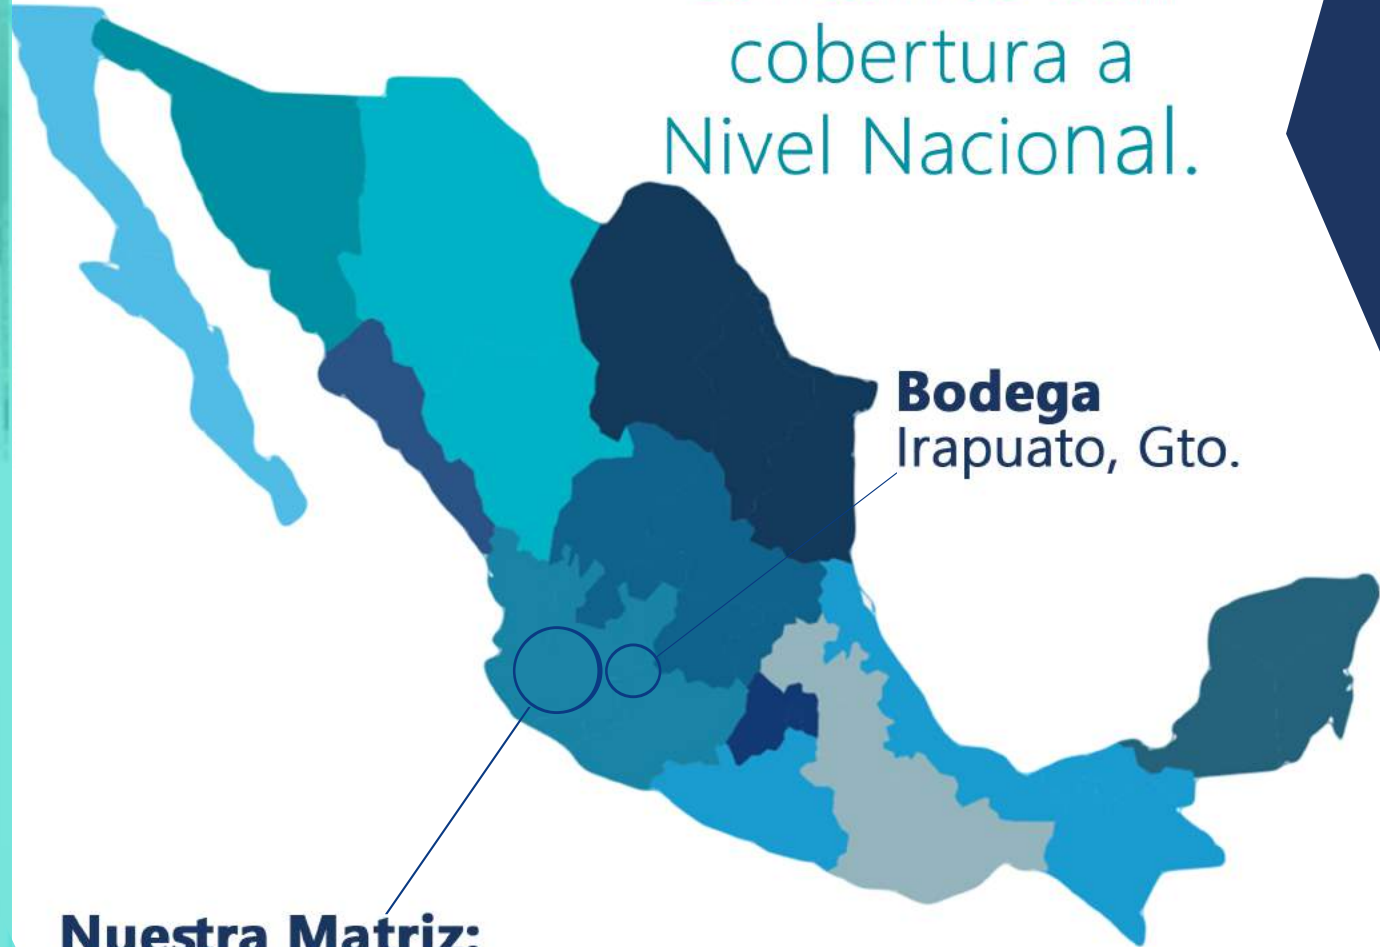 cobertura a
Nivel Nacional.
Bodega
Irapuato, Gto.
Nuestra Matriz: